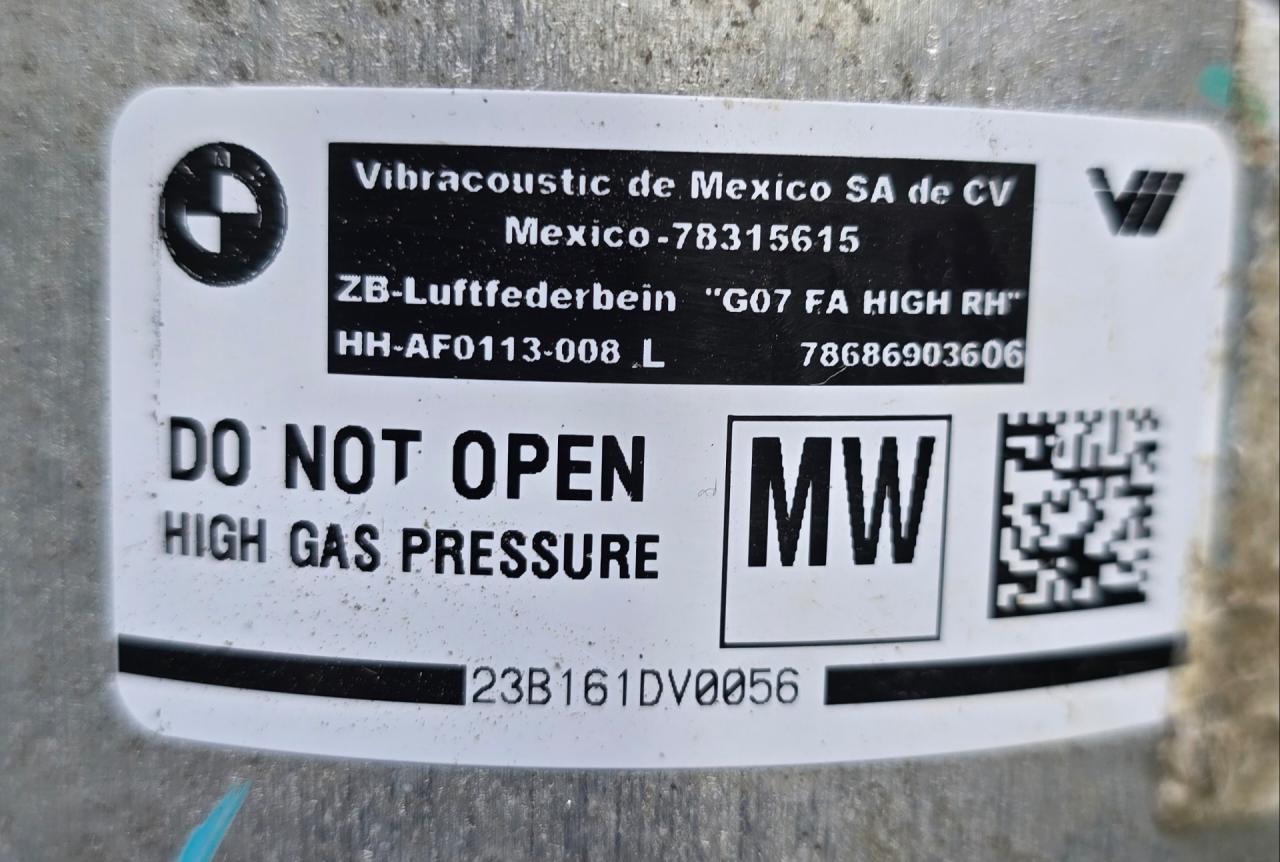 Vibracoustic de Mexico SA de CV
Mexico-78315615
ZB-Luftfederbein "G07 FA HIGH RH"
HH-AF0113-008 L 78686903606
DO NOT OPEN
HIGH GAS PRESSURE
MW
23B161DV0056